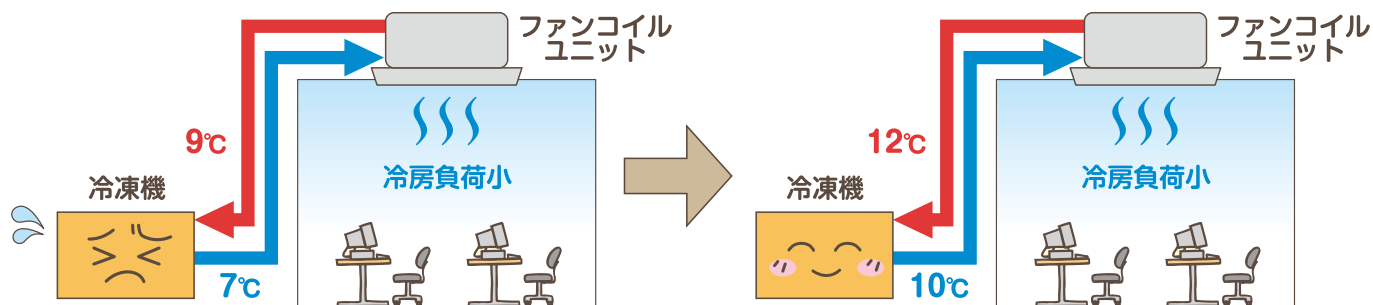 ファンコイル
ユニット
9℃
冷房負荷小
冷凍機
7℃
ファンコイル
ユニット
12℃
冷房負荷小
冷凍機
10℃